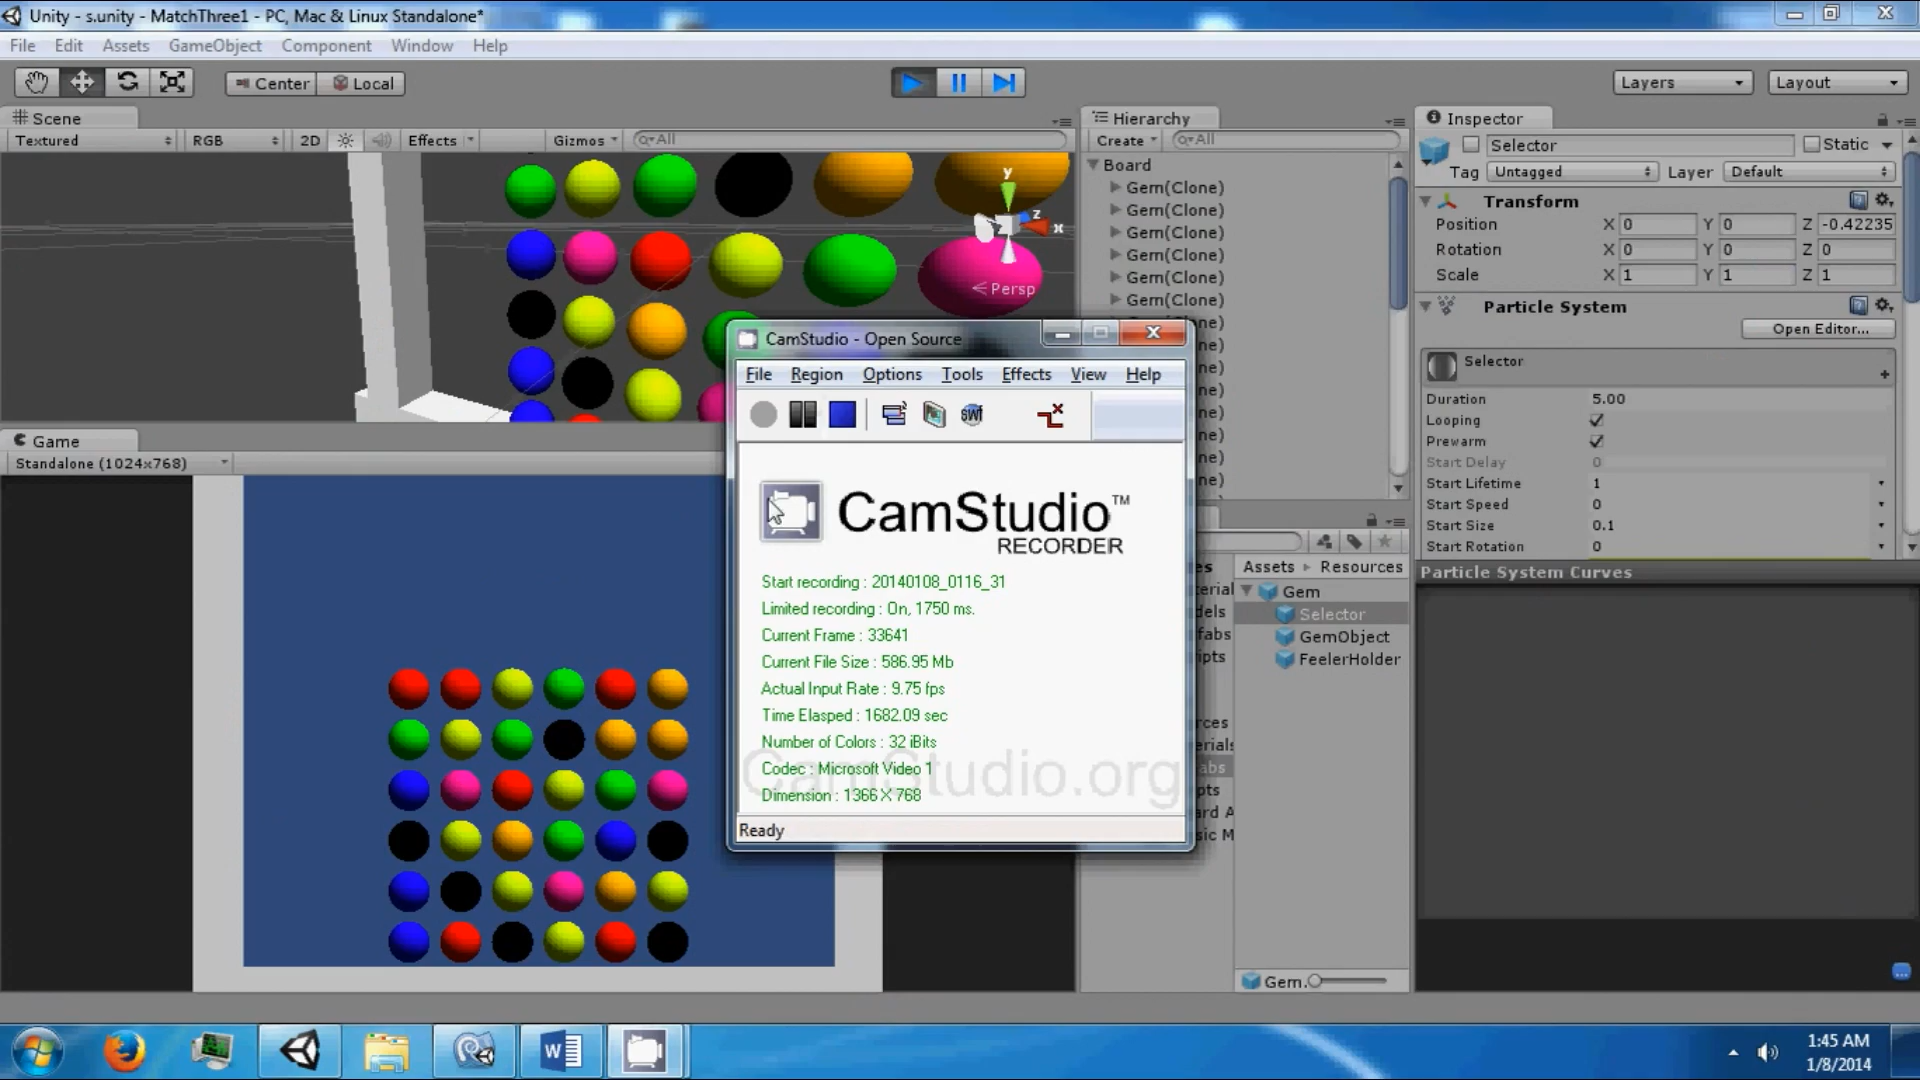 Unity - s.unity - MatchThree1 - PC, Mac & Linux Standalone*
File Edit Assets GameObject Component Window Help
Center Local
Layers Layout
Scene
Textured RGB 2D Effects Gizmos All
y
z
x
Persp
Hierarchy
Create All
Board
Gem(Clone)
Gem(Clone)
Gem(Clone)
Gem(Clone)
Gem(Clone)
Gem(Clone)
Inspector
Selector Static
Tag Untagged Layer Default
Transform
Position X 0 Y 0 Z -0.42235
Rotation X 0 Y 0 Z 0
Scale X 1 Y 1 Z 1
Particle System
Open Editor...
Selector
Duration 5.00
Looping
Prewarm
Start Delay 0
Start Lifetime 1
Start Speed 0
Start Size 0.1
Start Rotation 0
Particle System Curves
Game
Standalone (1024x768)
CamStudio - Open Source
File Region Options Tools Effects View Help
swf
CamStudio™
RECORDER
Start recording : 20140108_0116_31
Limited recording : On, 1750 ms.
Current Frame : 33641
Current File Size : 586.95 Mb
Actual Input Rate : 9.75 fps
Time Elasped : 1682.09 sec
Number of Colors : 32 iBits
Codec : Microsoft Video 1
Dimension : 1366 X 768
CamStudio.org
Ready
Assets Resources
Gem
Selector
GemObject
FeelerHolder
Gem.
1:45 AM
1/8/2014